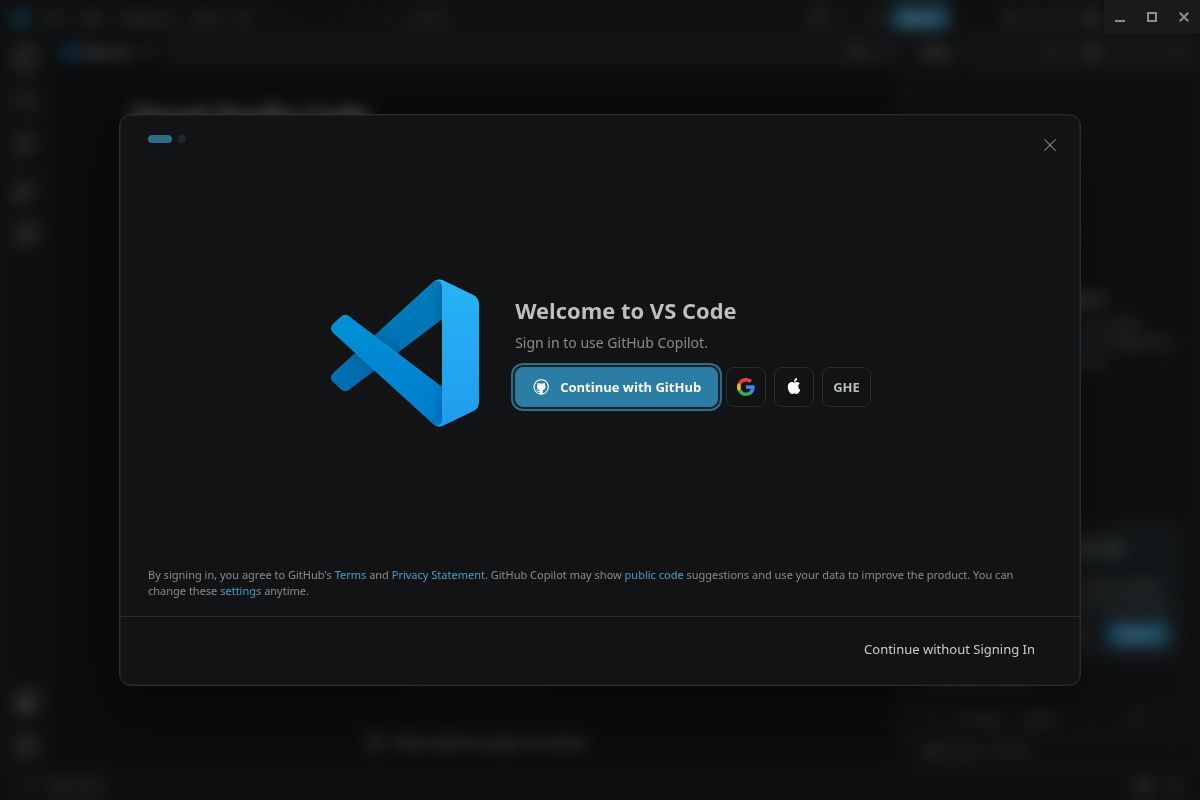 Welcome to VS Code
Sign in to use GitHub Copilot.
Continue with GitHub
GHE
By signing in, you agree to GitHub's Terms and Privacy Statement. GitHub Copilot may show public code suggestions and use your data to improve the product. You can
change these settings anytime.
Continue without Signing In